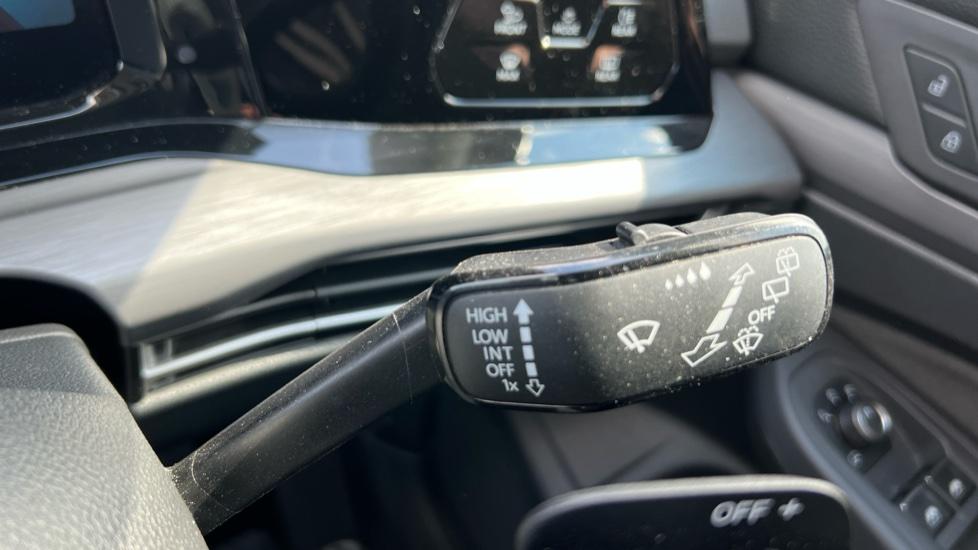 FRONT
MODE
REAR
MAX
REAR
HIGH
LOW
INT
OFF
1x
OFF
OFF +